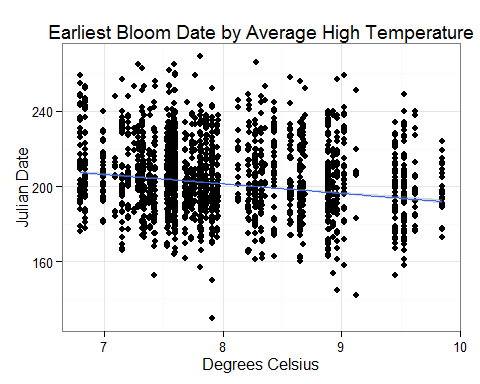 Earliest Bloom Date by Average High Temperature
240
200
160
Julian Date
7 8 9 10
Degrees Celsius